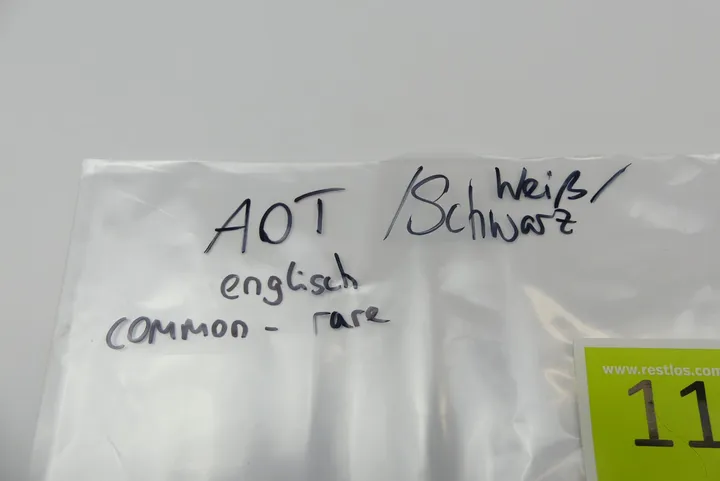 AOT /Schwarz Weiß/
englisch
common - rare
www.restlos.com
11